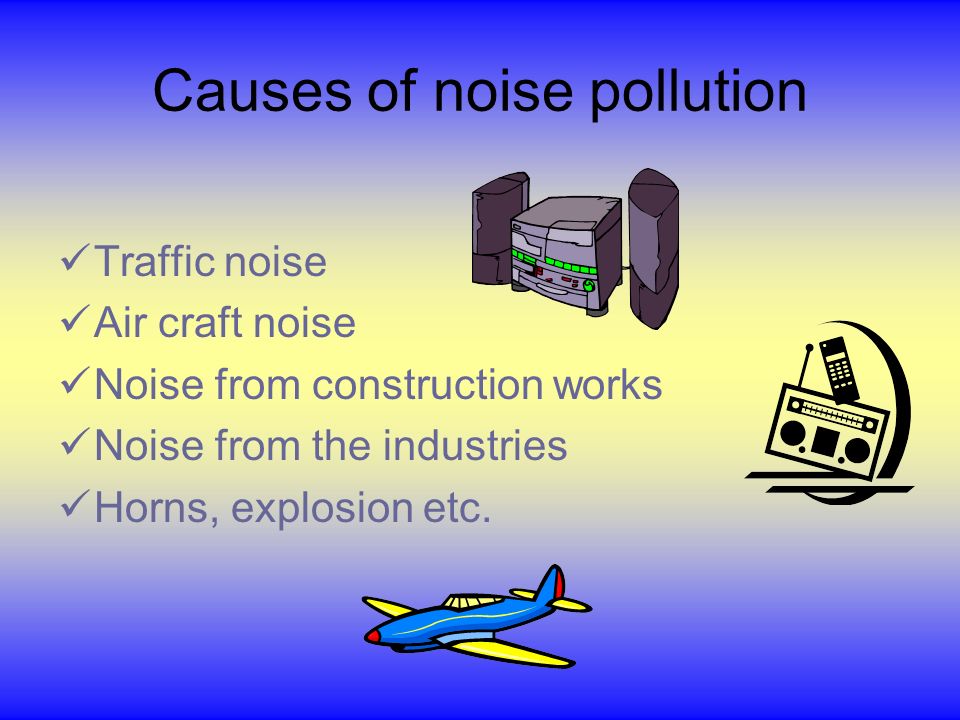 Causes of noise pollution
✓Traffic noise
✓Air craft noise
✓Noise from construction works
✓Noise from the industries
✓Horns, explosion etc.